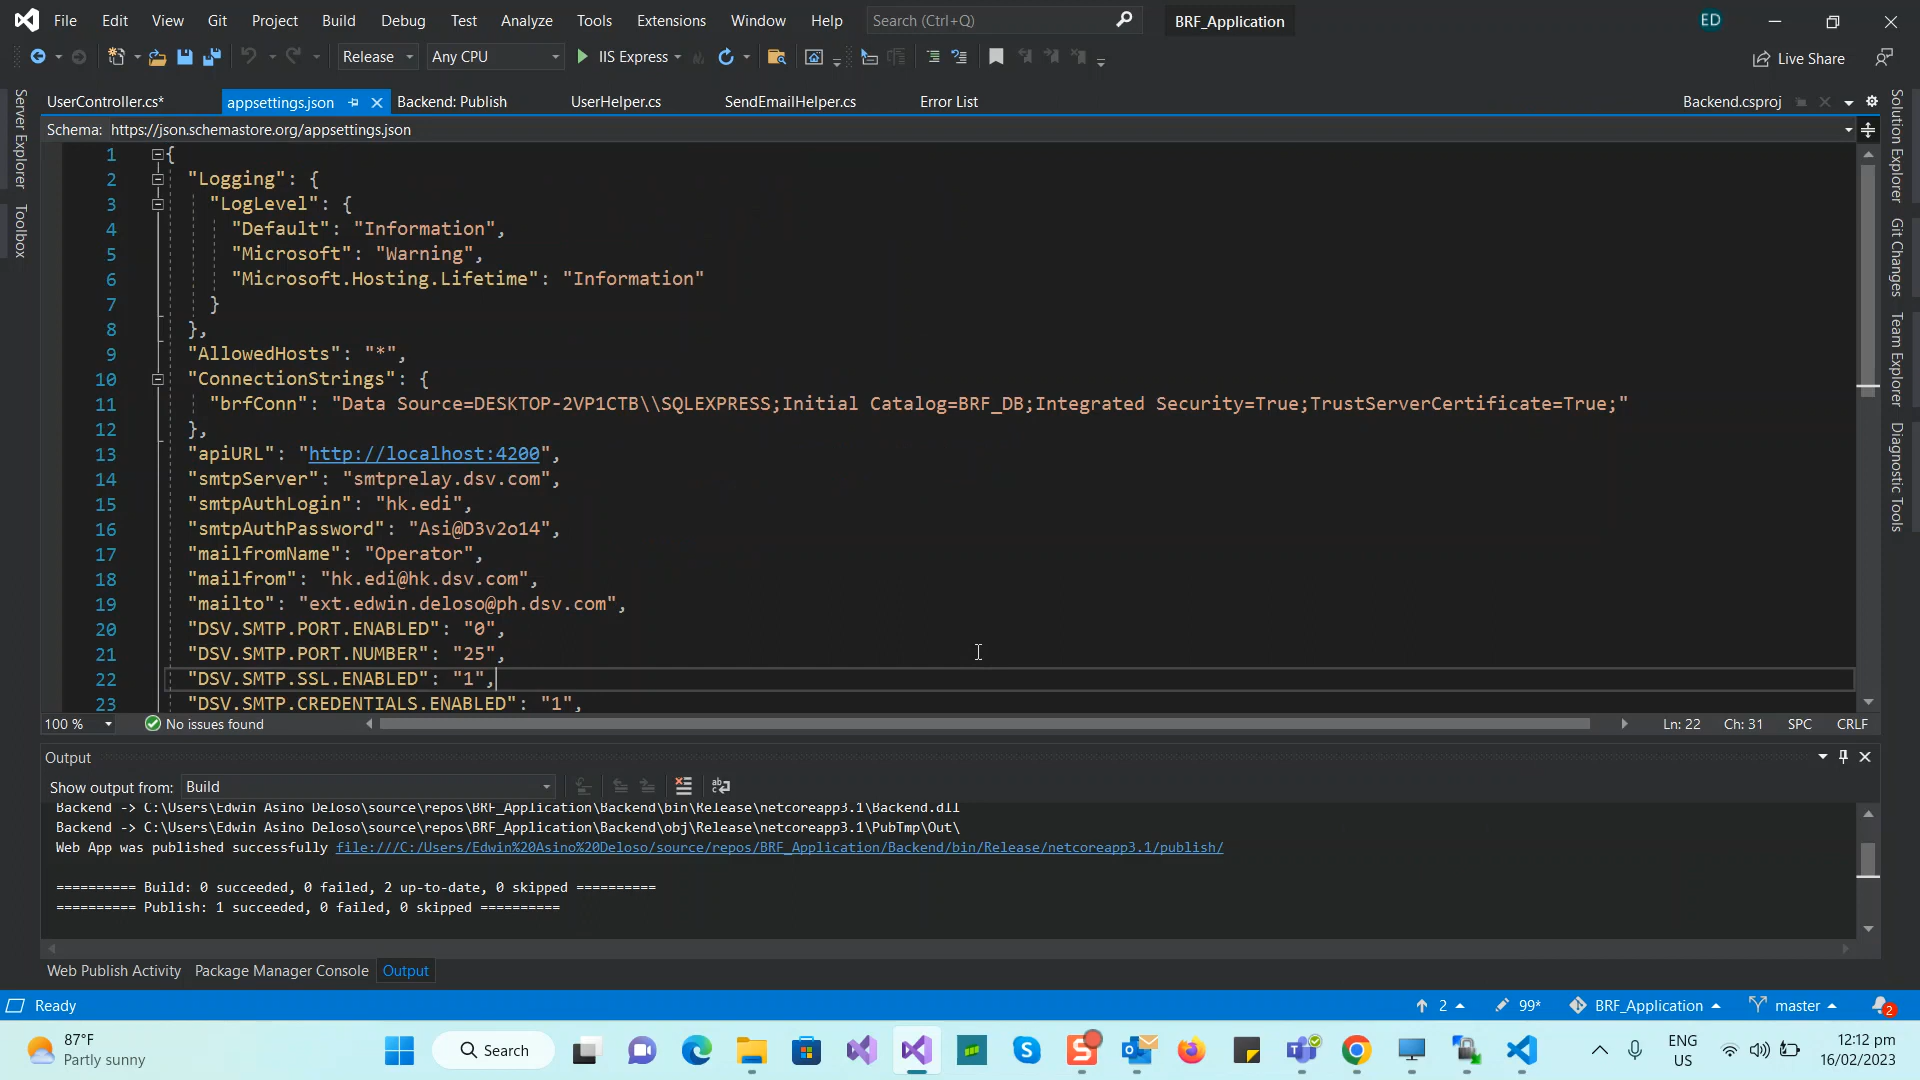 File Edit View Git Project Build Debug Test Analyze Tools Extensions Window Help Search (Ctrl+Q) BRF_Application ED
Release Any CPU IIS Express Live Share
UserController.cs* appsettings.json Backend: Publish UserHelper.cs SendEmailHelper.cs Error List Backend.csproj
Schema: https://json.schemastore.org/appsettings.json
Server Explorer
Toolbox
1 {
2 "Logging": {
3 "LogLevel": {
4 "Default": "Information",
5 "Microsoft": "Warning",
6 "Microsoft.Hosting.Lifetime": "Information"
7 }
8 },
9 "AllowedHosts": "*",
10 "ConnectionStrings": {
11 "brfConn": "Data Source=DESKTOP-2VP1CTB\\SQLEXPRESS;Initial Catalog=BRF_DB;Integrated Security=True;TrustServerCertificate=True;"
12 },
13 "apiURL": "http://localhost:4200",
14 "smtpServer": "smtprelay.dsv.com",
15 "smtpAuthLogin": "hk.edi",
16 "smtpAuthPassword": "Asi@D3v2o14",
17 "mailfromName": "Operator",
18 "mailfrom": "hk.edi@hk.dsv.com",
19 "mailto": "ext.edwin.deloso@ph.dsv.com",
20 "DSV.SMTP.PORT.ENABLED": "0",
21 "DSV.SMTP.PORT.NUMBER": "25",
22 "DSV.SMTP.SSL.ENABLED": "1",
23 "DSV.SMTP.CREDENTIALS.ENABLED": "1",
Solution Explorer
Git Changes
Team Explorer
Diagnostic Tools
100 % No issues found Ln: 22 Ch: 31 SPC CRLF
Output
Show output from: Build
Backend -> C:\Users\Edwin Asino Deloso\source\repos\BRF_Application\Backend\bin\Release\netcoreapp3.1\Backend.dll
Backend -> C:\Users\Edwin Asino Deloso\source\repos\BRF_Application\Backend\obj\Release\netcoreapp3.1\PubTmp\Out\
Web App was published successfully file:///C:/Users/Edwin%20Asino%20Deloso/source/repos/BRF_Application/Backend/bin/Release/netcoreapp3.1/publish/
========== Build: 0 succeeded, 0 failed, 2 up-to-date, 0 skipped ==========
========== Publish: 1 succeeded, 0 failed, 0 skipped ==========
Web Publish Activity Package Manager Console Output
Ready 2 99* BRF_Application master 2
87°F
Partly sunny
Search
ENG
US
12:12 pm
16/02/2023